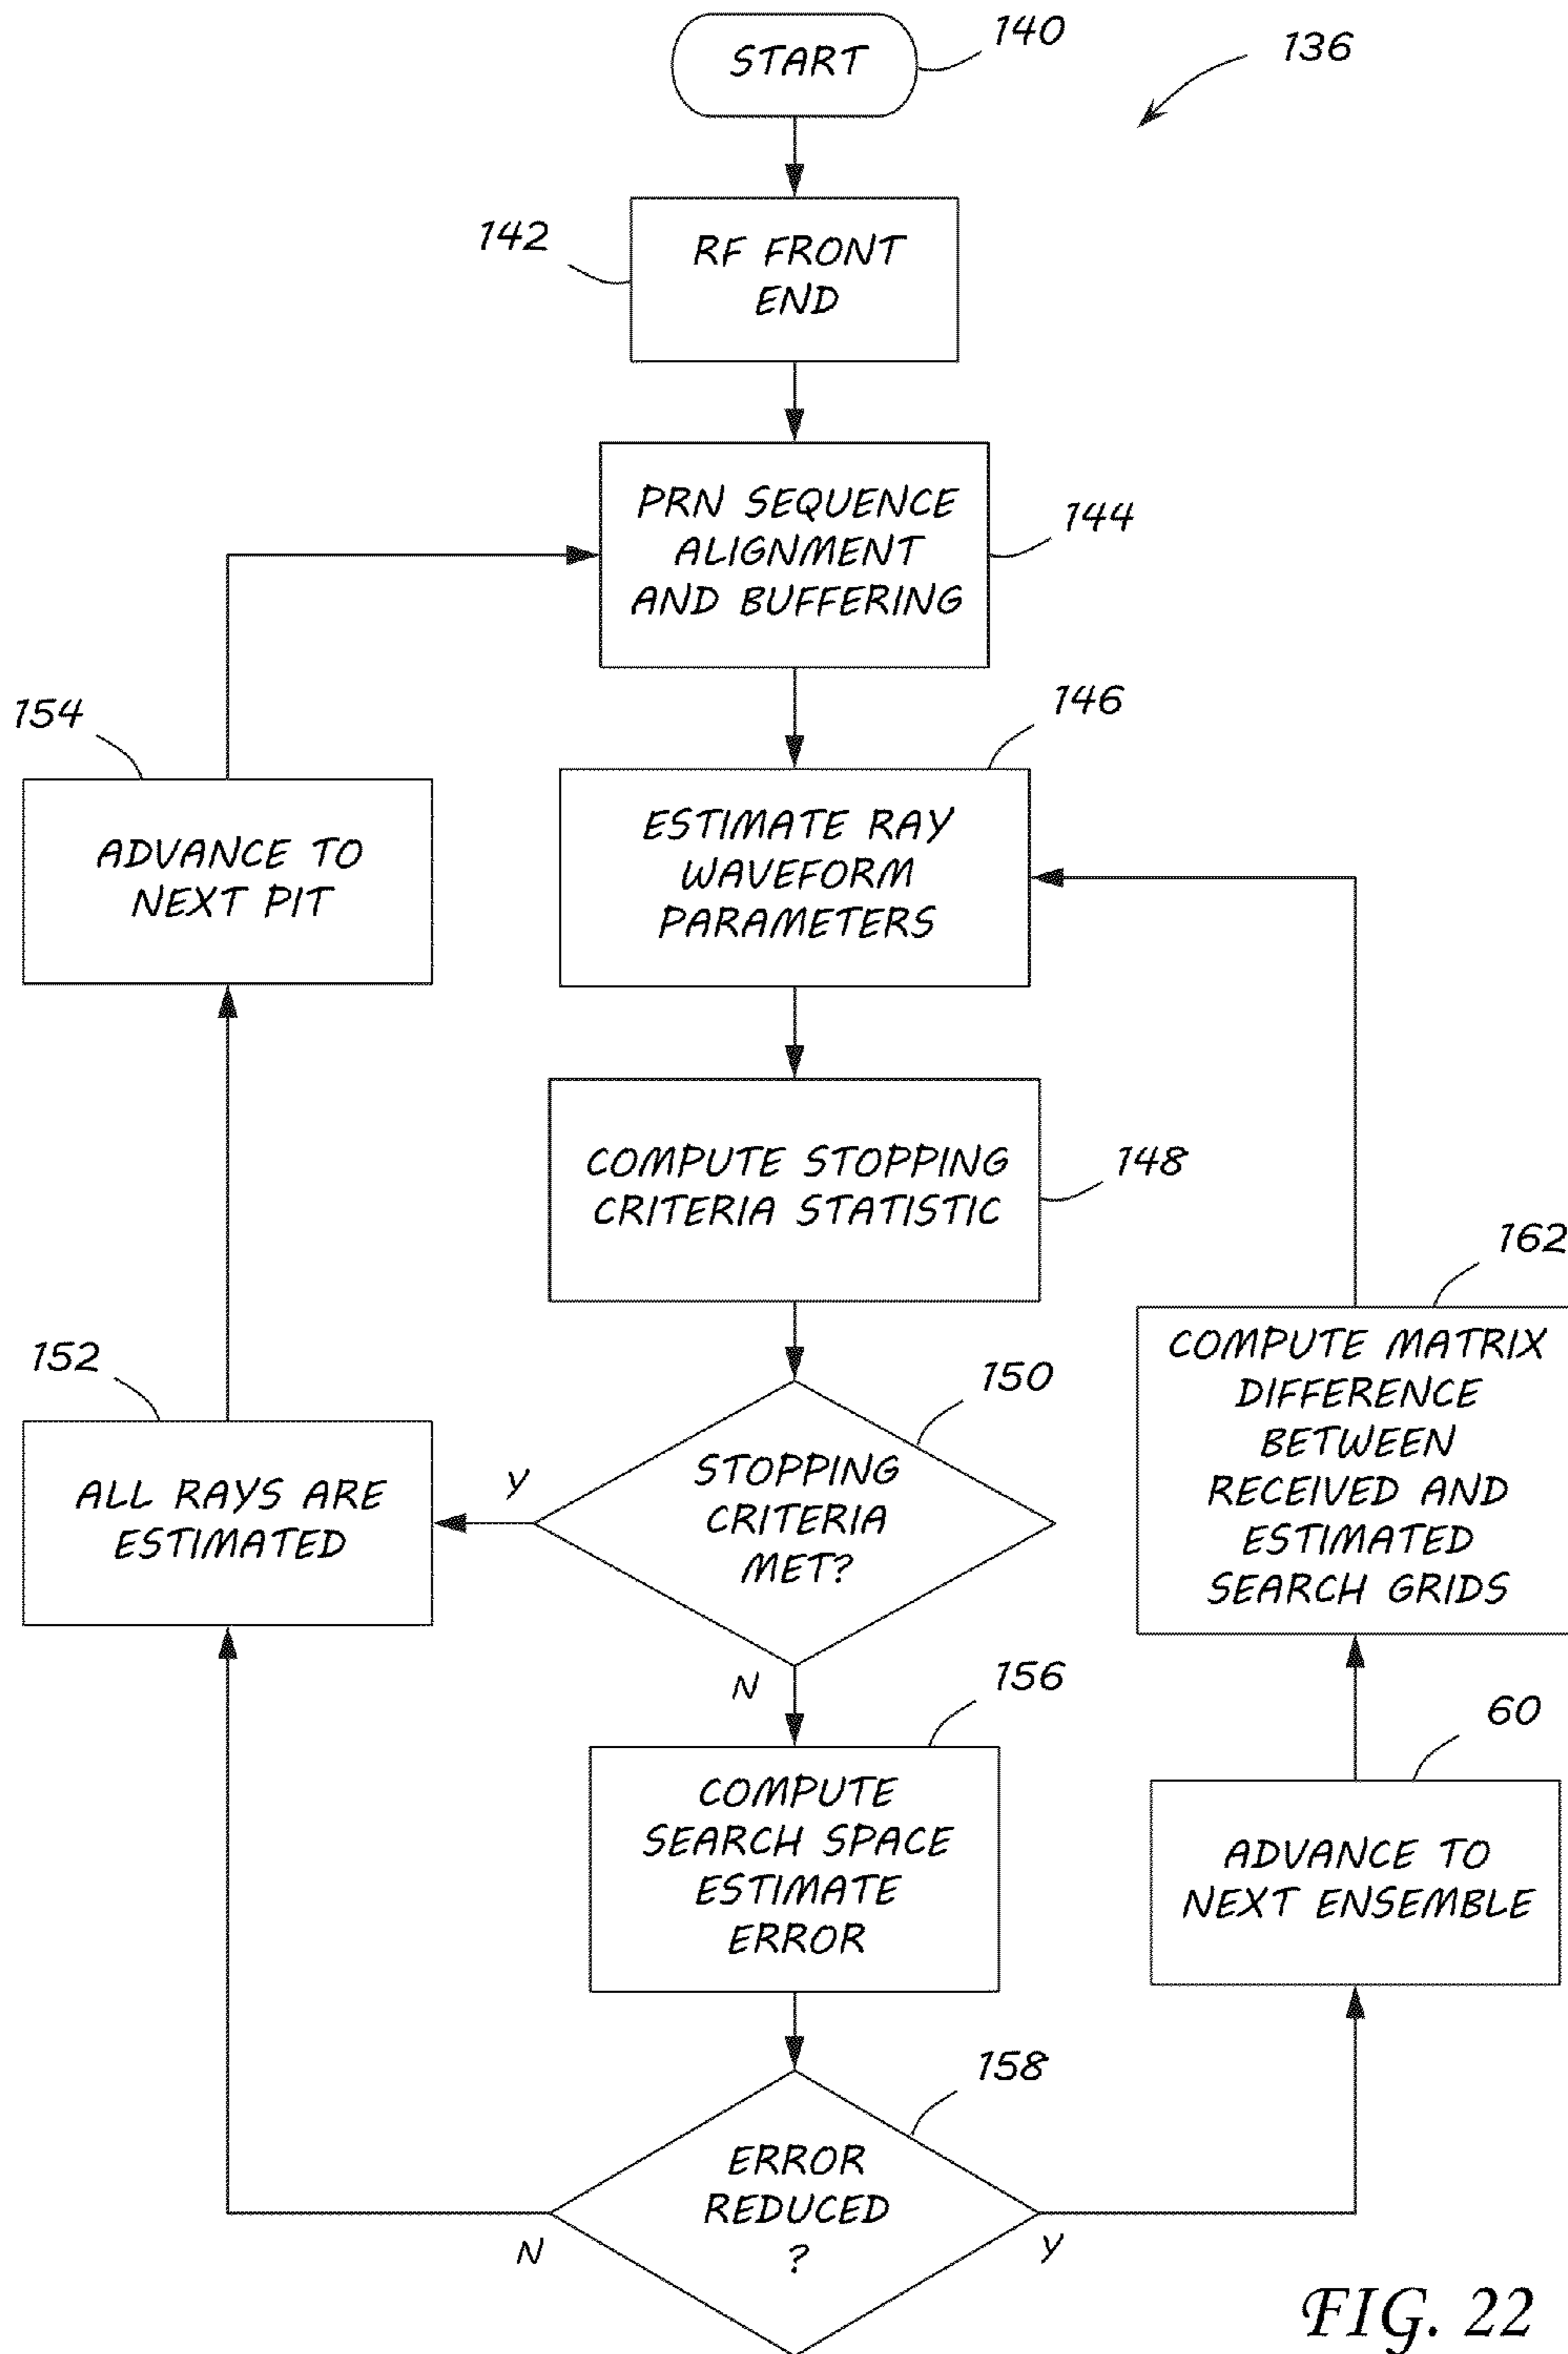 START
140
136
142
RF FRONT
END
PRN SEQUENCE
ALIGNMENT
AND BUFFERING
144
154
146
ADVANCE TO
NEXT PIT
ESTIMATE RAY
WAVEFORM
PARAMETERS
COMPUTE STOPPING
CRITERIA STATISTIC
148
162
COMPUTE MATRIX
DIFFERENCE
BETWEEN
RECEIVED AND
ESTIMATED
SEARCH GRIDS
152
150
ALL RAYS ARE
ESTIMATED
Y
STOPPING
CRITERIA
MET?
N
156
60
COMPUTE
SEARCH SPACE
ESTIMATE
ERROR
ADVANCE TO
NEXT ENSEMBLE
158
ERROR
REDUCED
?
N
Y
FIG. 22